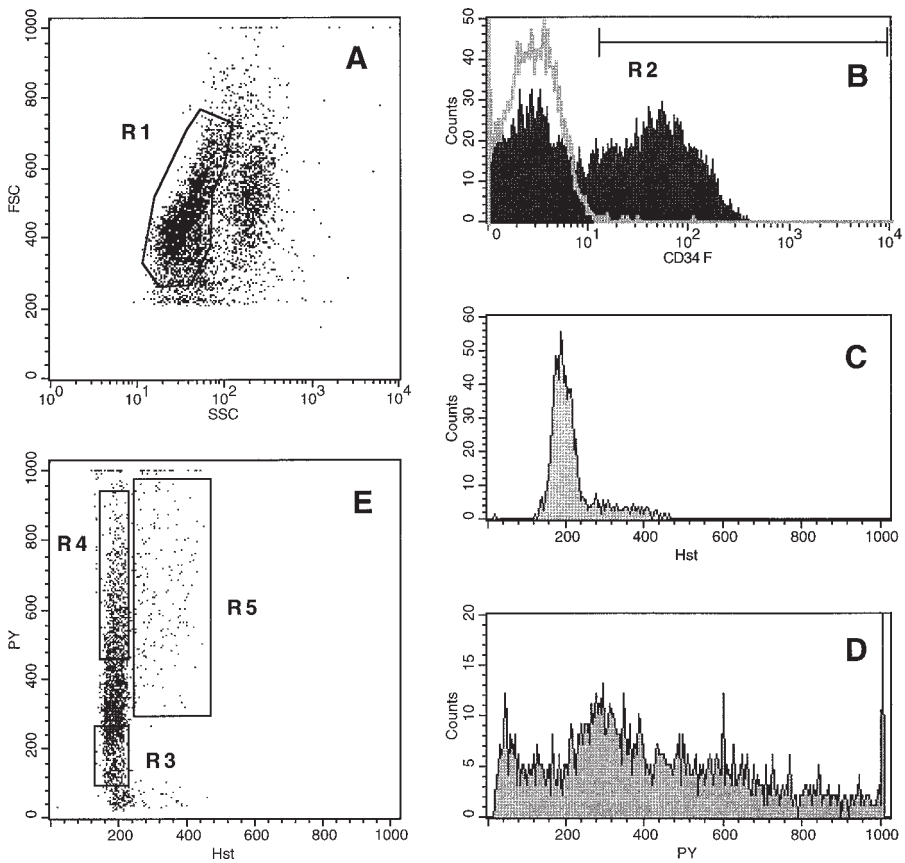 A
R1
FSC
1000
800
600
400
200
0
10^0 10^1 10^2 10^3 10^4
SSC
B
R2
Counts
50
40
30
20
10
0
0 10^1 10^2 10^3 10^4
CD34 F
C
Counts
60
50
40
30
20
10
0
200 400 600 800 1000
Hst
E
R4
R5
R3
PY
1000
800
600
400
200
0
200 400 600 800 1000
Hst
D
Counts
20
15
10
5
0
200 400 600 800 1000
PY